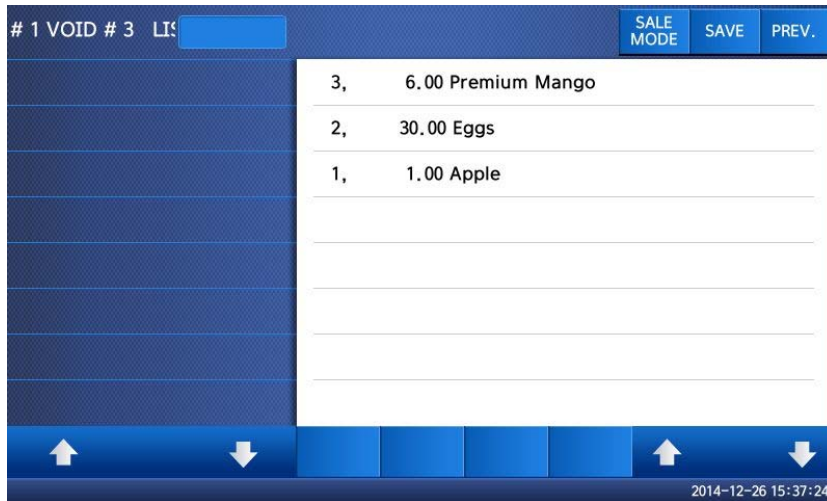 # 1 VOID # 3 LIS
SALE
MODE
SAVE
PREV.
3, 6.00 Premium Mango
2, 30.00 Eggs
1, 1.00 Apple
2014-12-26 15:37:24